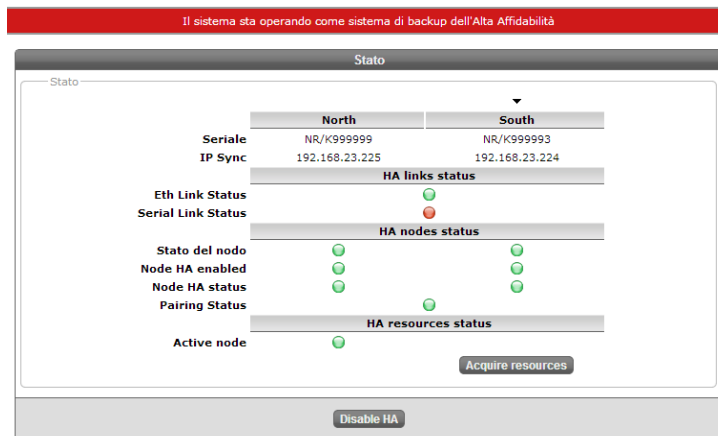 Il sistema sta operando come sistema di backup dell'Alta Affidabilità
Stato
Stato
North South
Seriale NR/K999999 NR/K999993
IP Sync 192.168.23.225 192.168.23.224
HA links status
Eth Link Status
Serial Link Status
HA nodes status
Stato del nodo
Node HA enabled
Node HA status
Pairing Status
HA resources status
Active node
Acquire resources
Disable HA